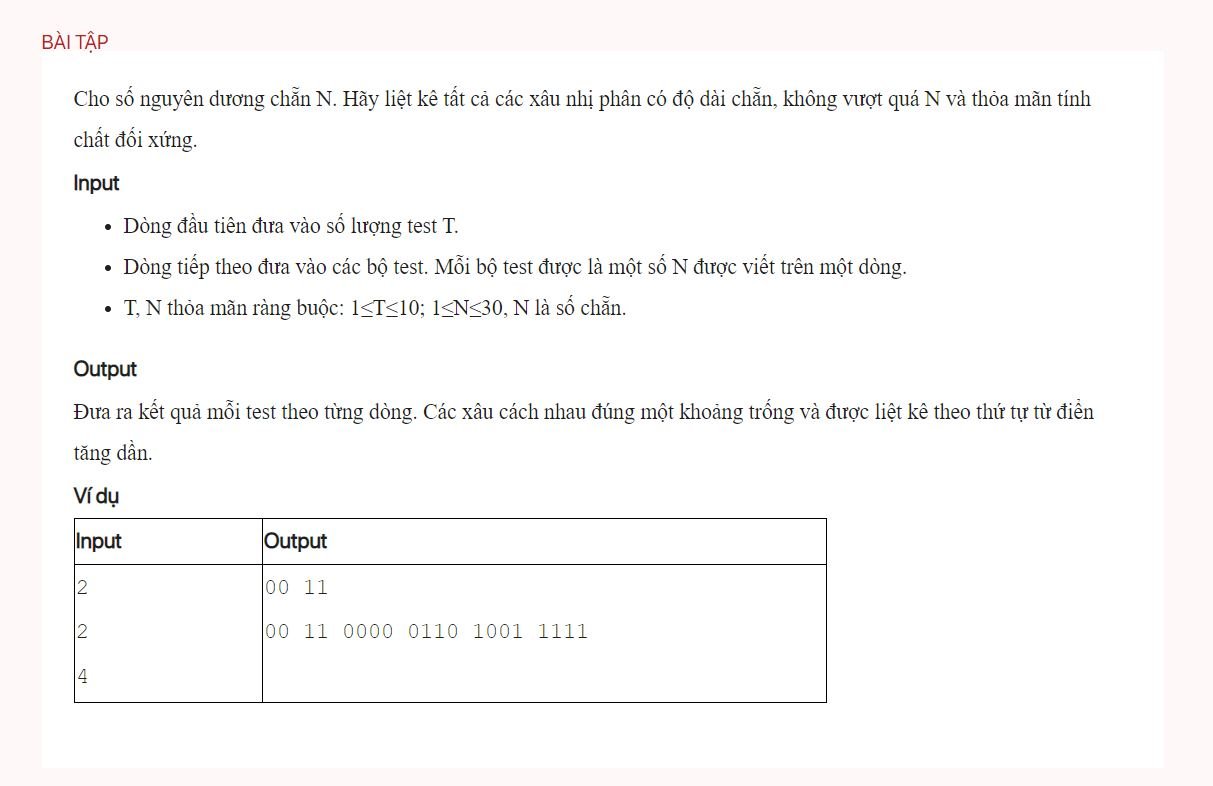 BÀI TẬP
Cho số nguyên dương chẵn N. Hãy liệt kê tất cả các xâu nhị phân có độ dài chẵn, không vượt quá N và thỏa mãn tính
chất đối xứng.
Input
• Dòng đầu tiên đưa vào số lượng test T.
• Dòng tiếp theo đưa vào các bộ test. Mỗi bộ test được là một số N được viết trên một dòng.
• T, N thỏa mãn ràng buộc: 1≤T≤10; 1≤N≤30, N là số chẵn.
Output
Đưa ra kết quả mỗi test theo từng dòng. Các xâu cách nhau đúng một khoảng trống và được liệt kê theo thứ tự từ điển
tăng dần.
Ví dụ
Input Output
2 00 11
2 00 11 0000 0110 1001 1111
4